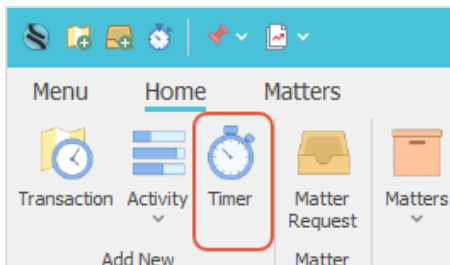 Menu Home Matters
Transaction Activity Timer Matter Request Matters
Add New Matter